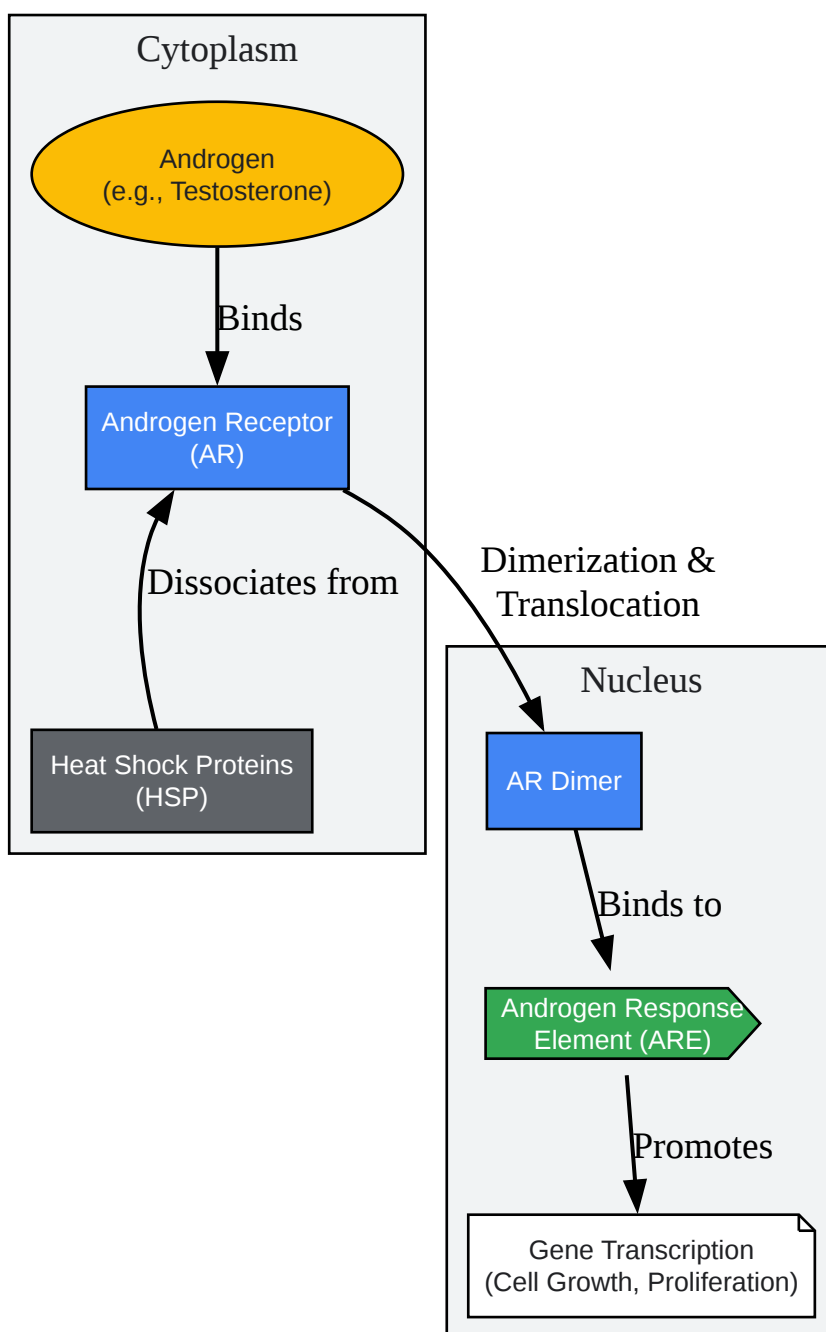 Cytoplasm
Androgen
(e.g., Testosterone)
Binds
Androgen Receptor
(AR)
Dissociates from
Heat Shock Proteins
(HSP)
Dimerization &
Translocation
Nucleus
AR Dimer
Binds to
Androgen Response
Element (ARE)
Promotes
Gene Transcription
(Cell Growth, Proliferation)